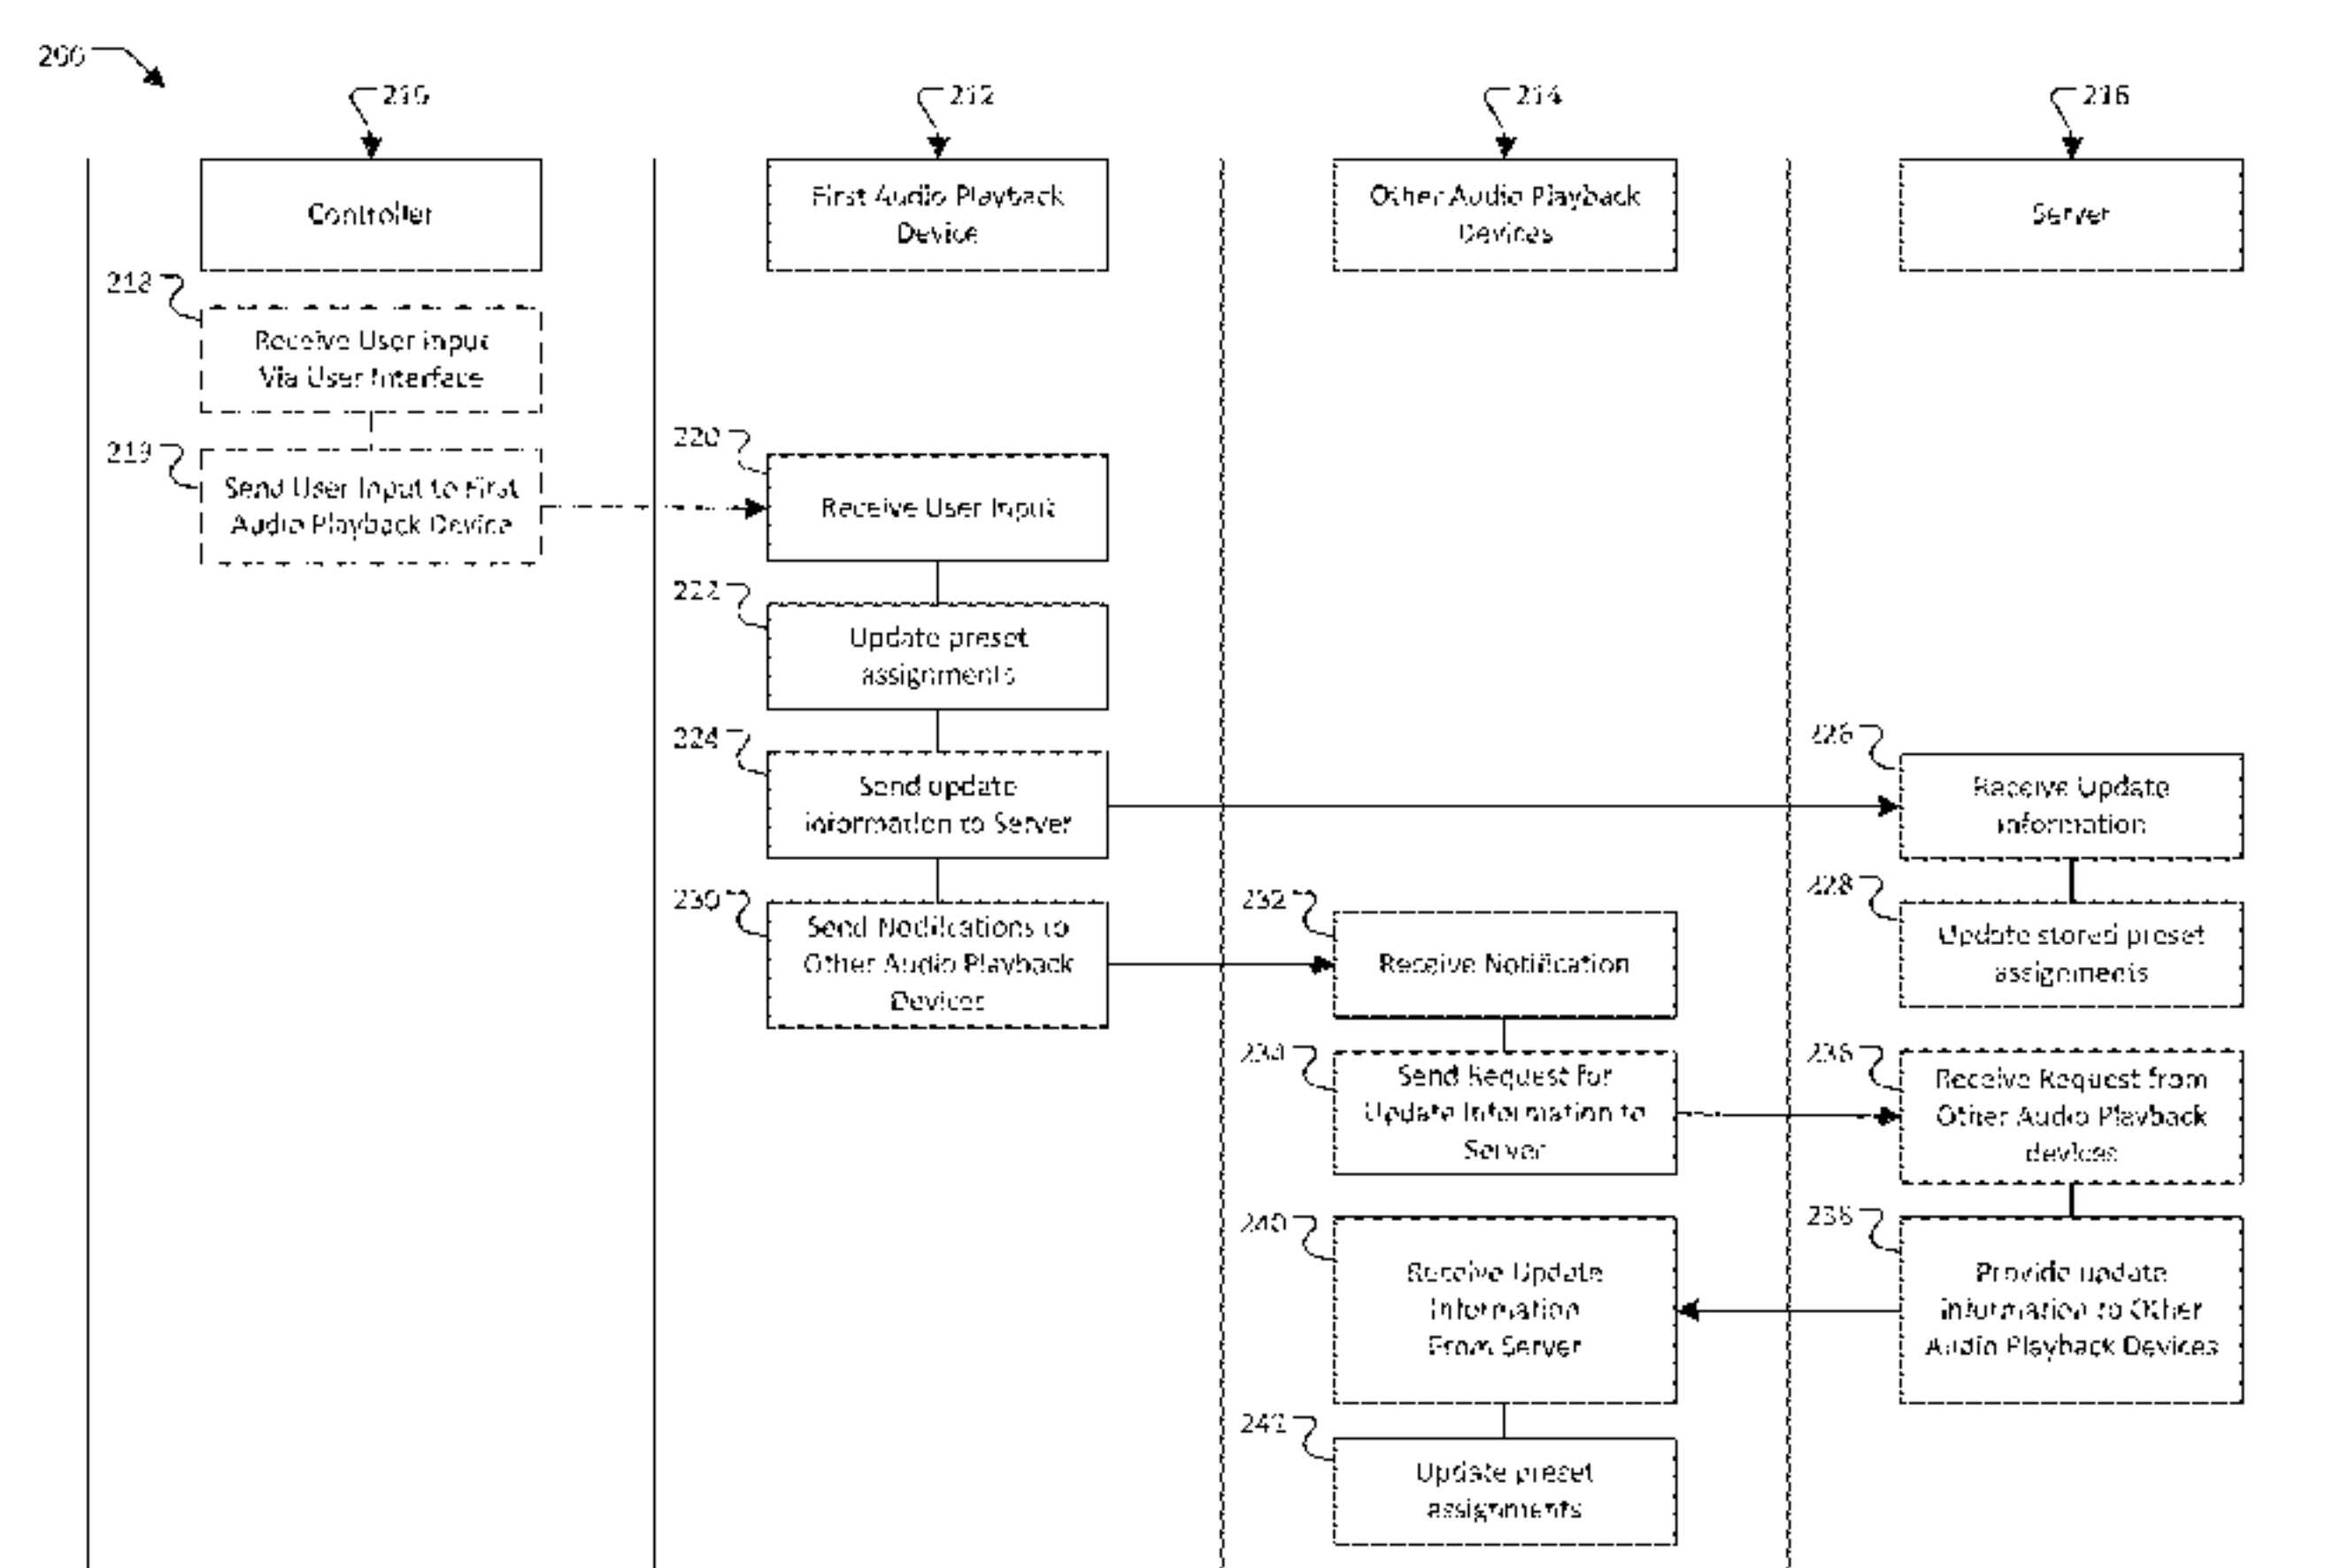 200
210
212
214
216
Controller
First Audio Playback
Device
Other Audio Playback
Devices
Server
218
Receive User Input
Via User Interface
219
Send User Input to First
Audio Playback Device
220
Receive User Input
222
Update preset
assignments
224
Send update
information to Server
226
Receive Update
information
228
Update stored preset
assignments
230
Send Notifications to
Other Audio Playback
Devices
232
Receive Notification
234
Send Request for
Update Information to
Server
236
Receive Request from
Other Audio Playback
devices
238
Provide update
information to Other
Audio Playback Devices
240
Receive Update
Information
From Server
242
Update preset
assignments